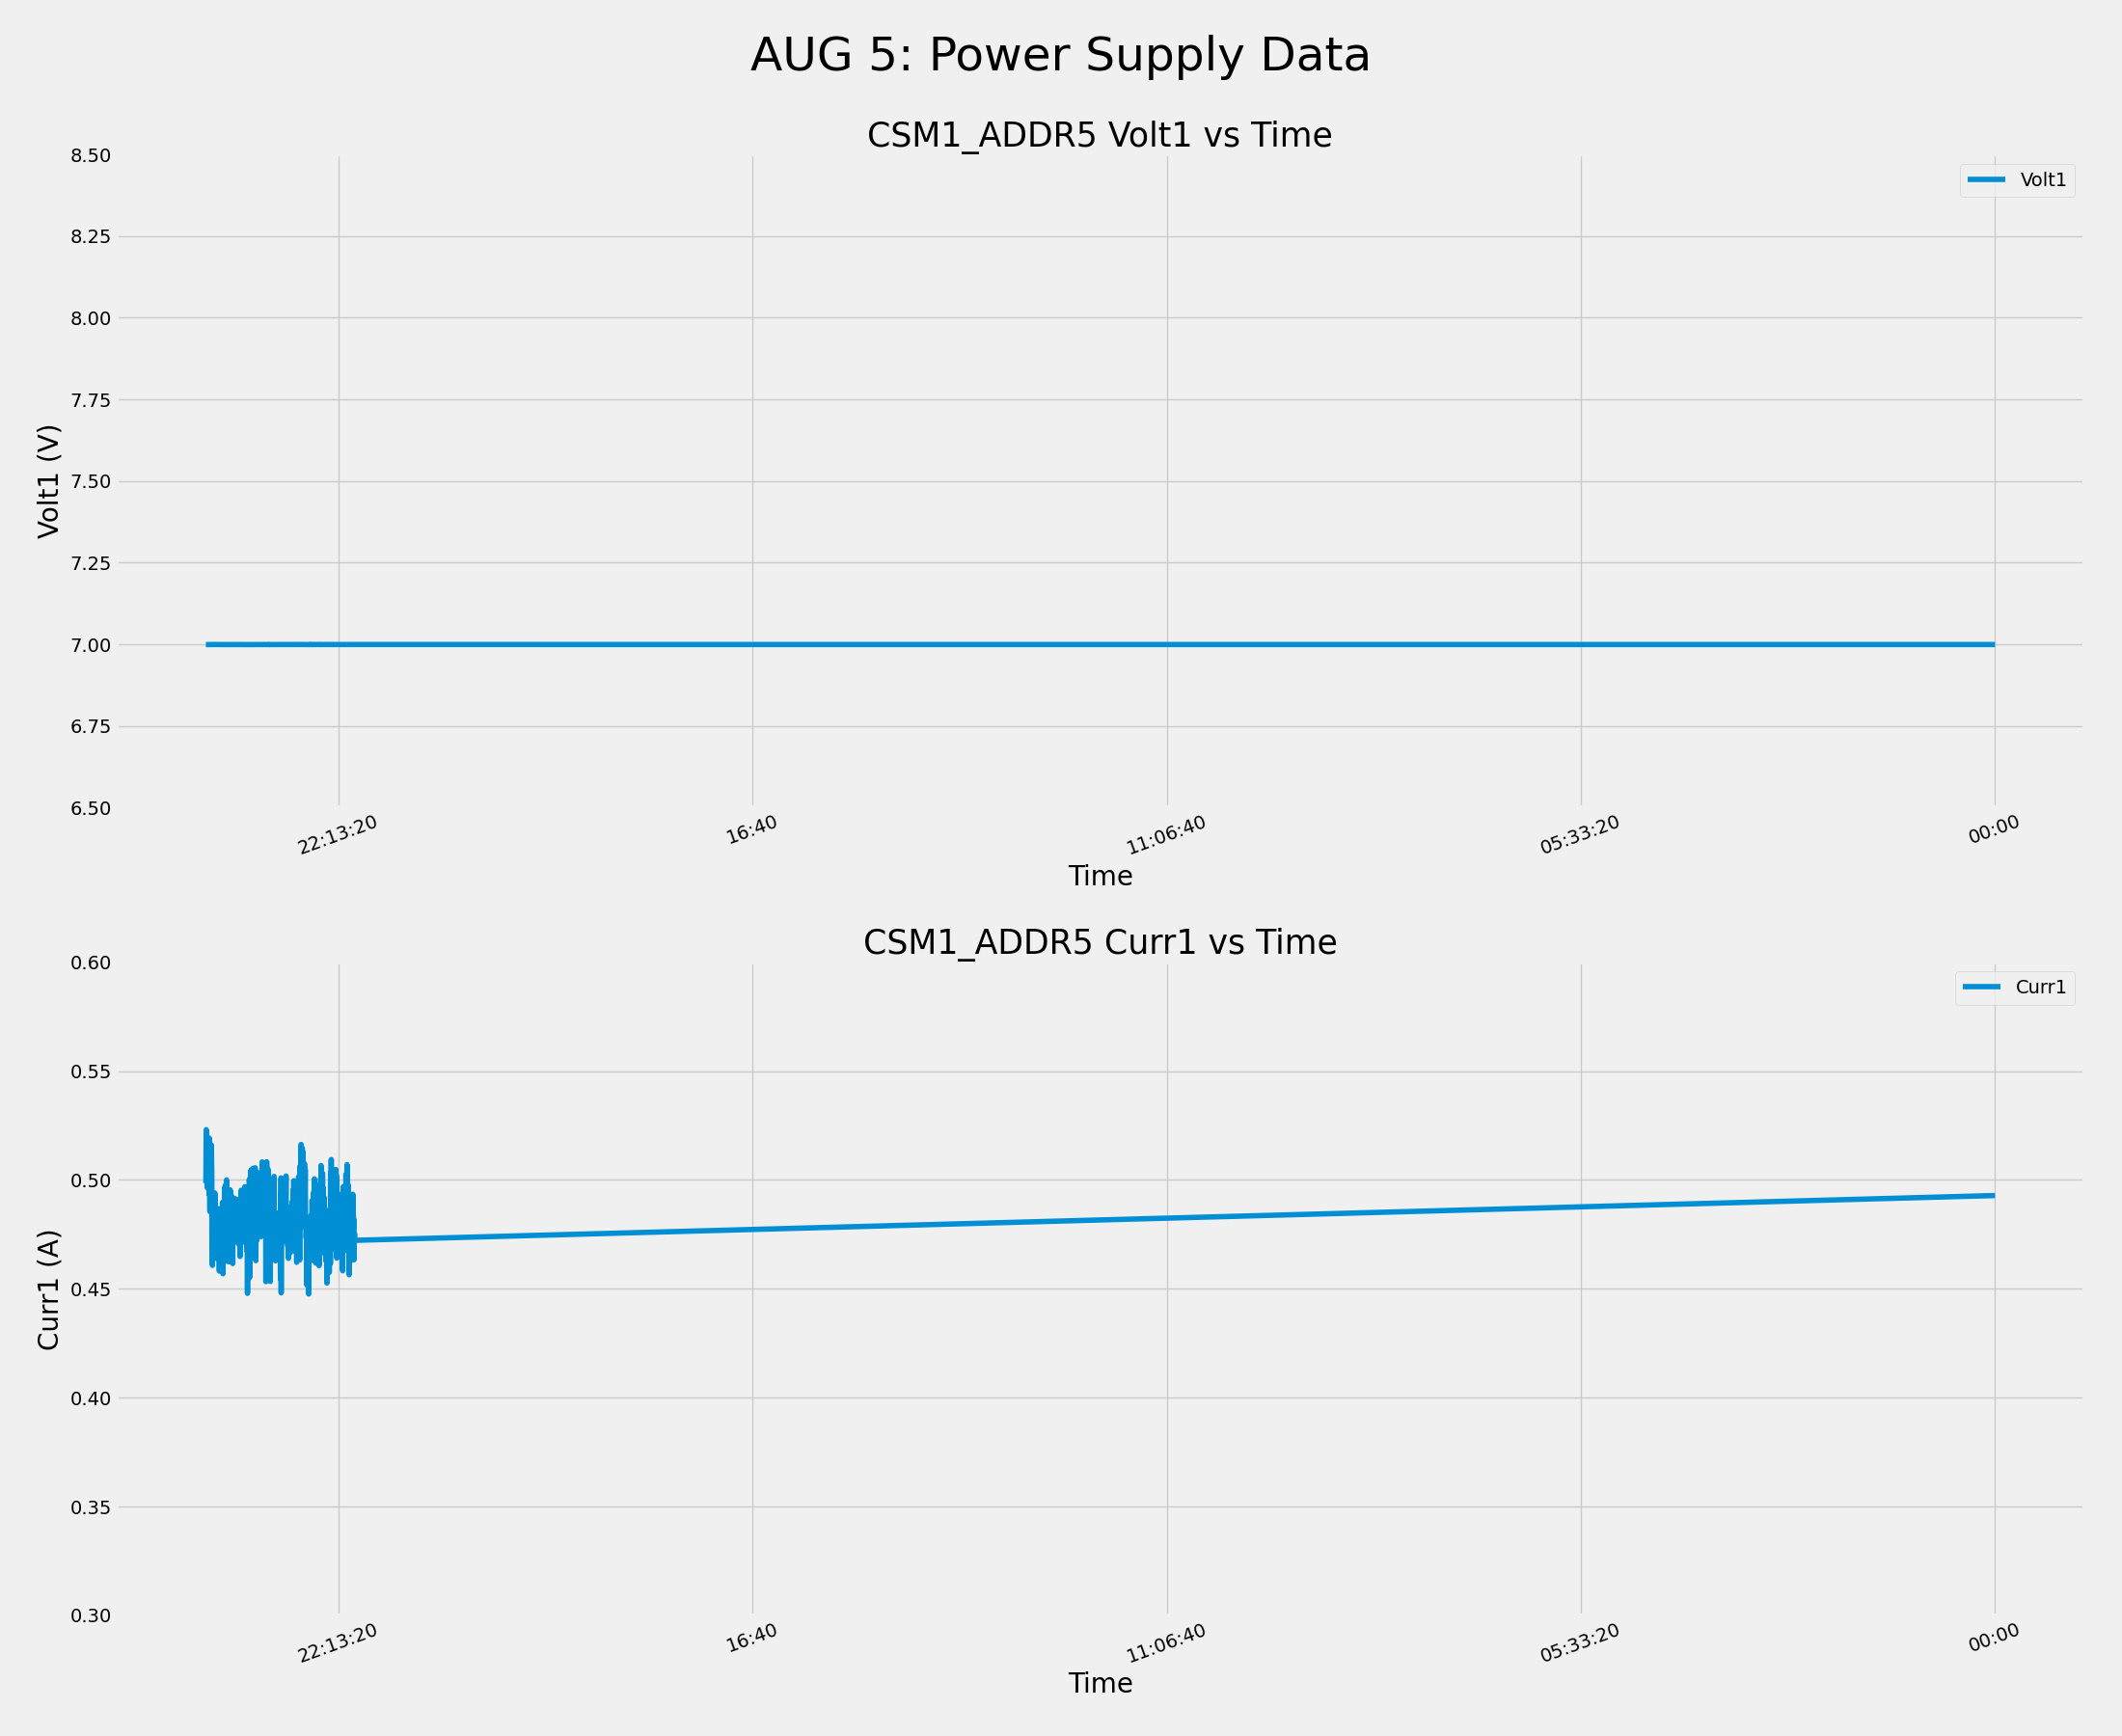 AUG 5: Power Supply Data
CSM1_ADDR5 Volt1 vs Time
Volt1
Volt1 (V)
8.50
8.25
8.00
7.75
7.50
7.25
7.00
6.75
6.50
22:13:20
16:40
11:06:40
05:33:20
00:00
Time
CSM1_ADDR5 Curr1 vs Time
Curr1
Curr1 (A)
0.60
0.55
0.50
0.45
0.40
0.35
0.30
22:13:20
16:40
11:06:40
05:33:20
00:00
Time